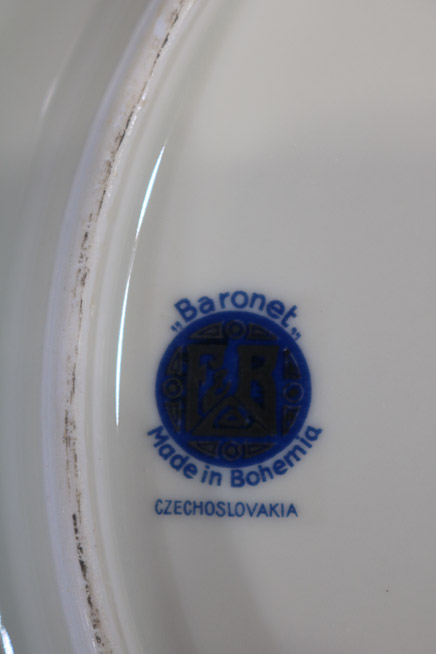 „Baronet„
F&R
Made in Bohemia
CZECHOSLOVAKIA